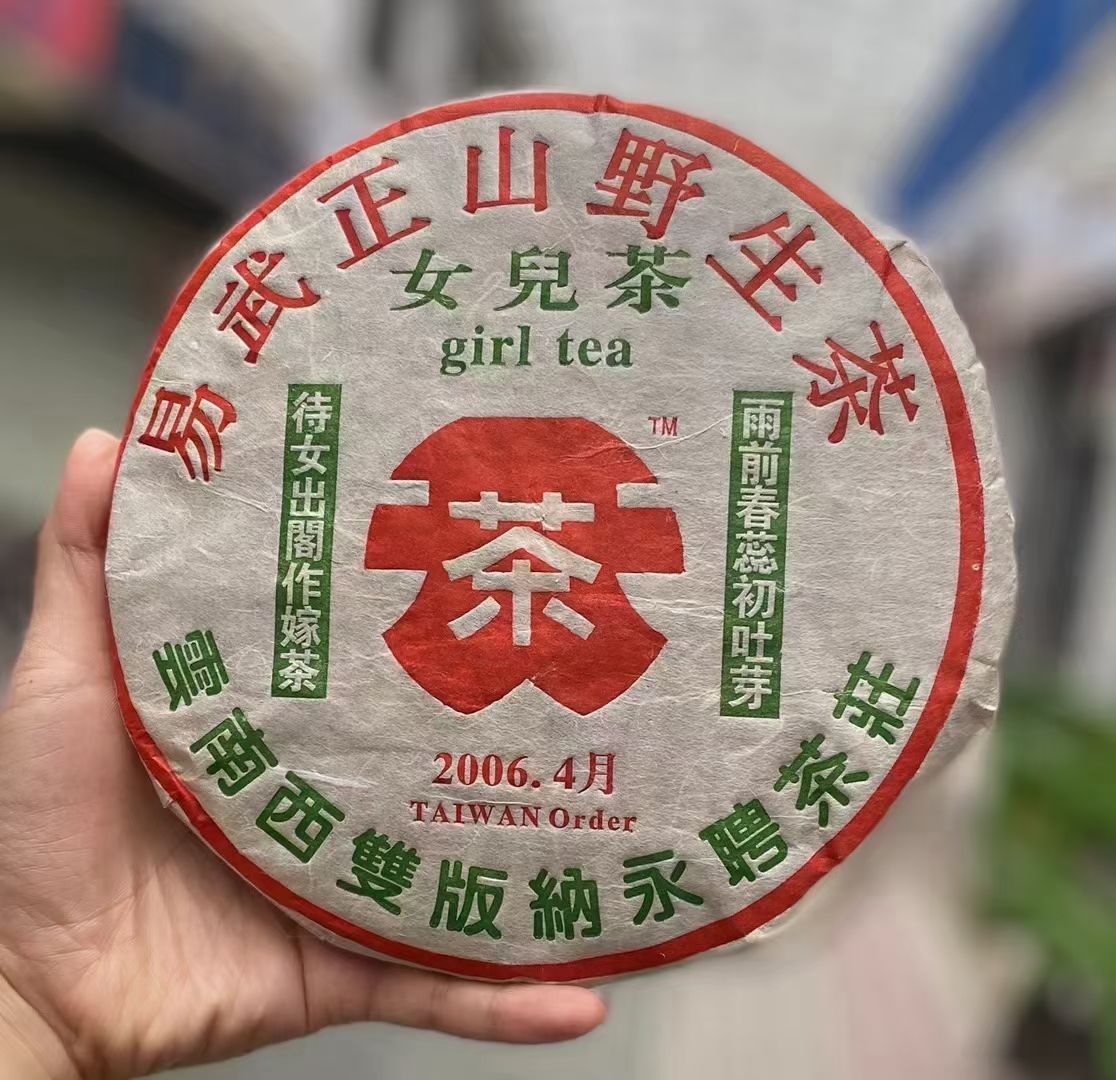 易武正山野生茶
女兒茶
girl tea
雨前春蕊初吐芽
待女出閣作嫁茶
TM
茶
2006.4月
TAIWAN Order
雲南西雙版納永聘茶莊